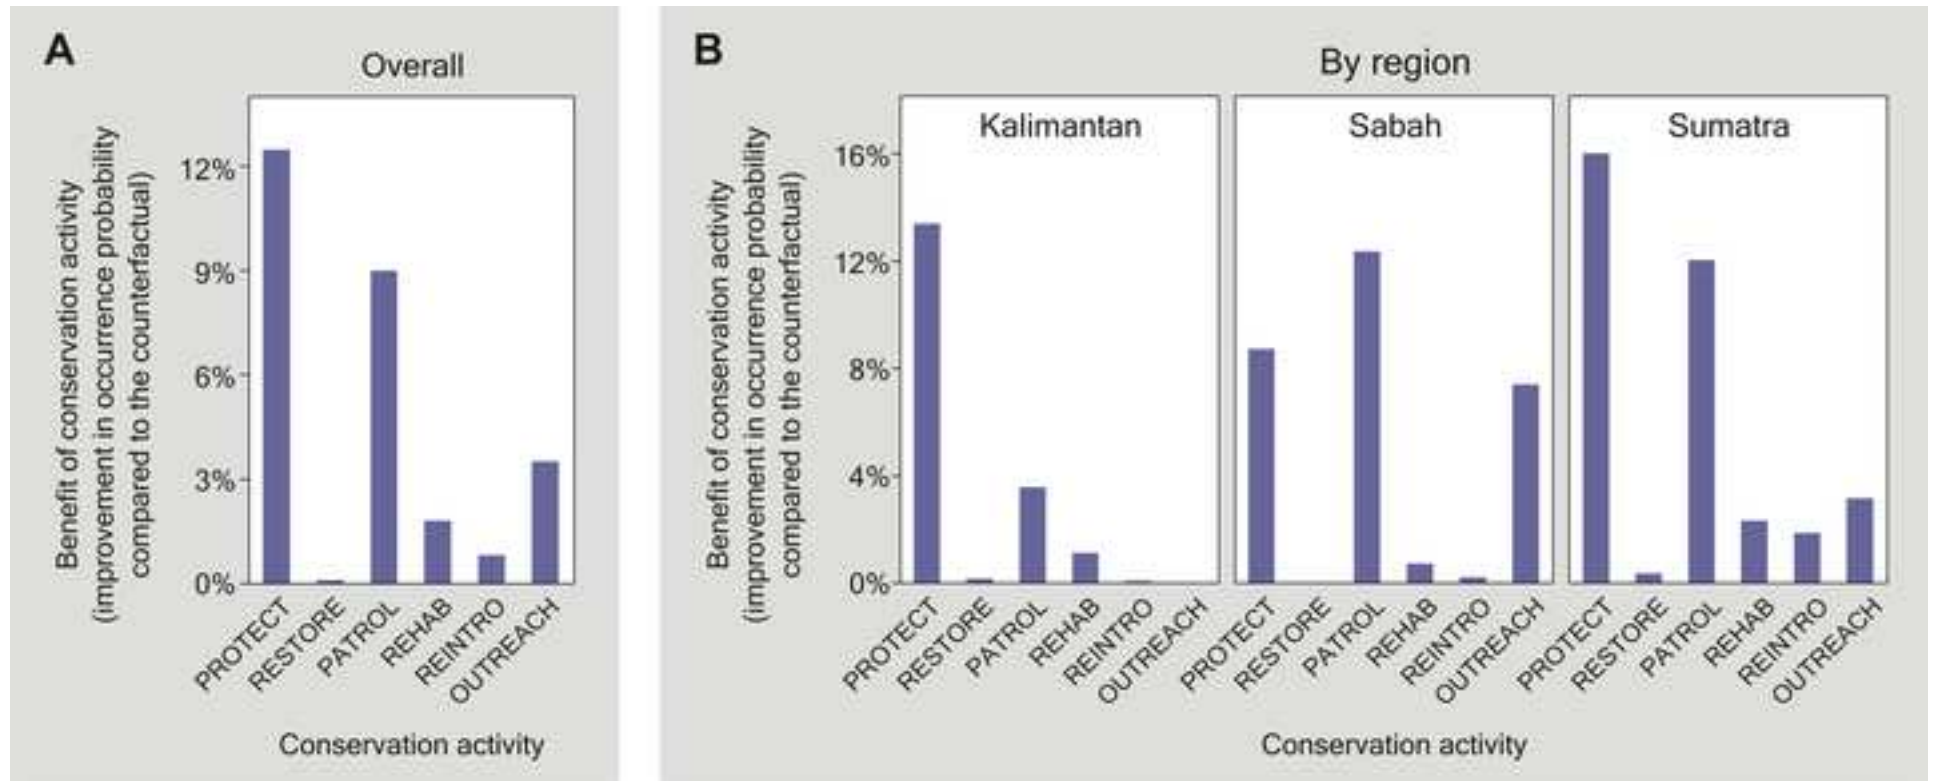 A
Overall
Benefit of conservation activity
(improvement in occurrence probability
compared to the counterfactual)
12%
9%
6%
3%
0%
PROTECT
RESTORE
PATROL
REHAB
REINTRO
OUTREACH
Conservation activity
B
By region
Benefit of conservation activity
(improvement in occurrence probability
compared to the counterfactual)
16%
12%
8%
4%
0%
Kalimantan
PROTECT
RESTORE
PATROL
REHAB
REINTRO
OUTREACH
Sabah
PROTECT
RESTORE
PATROL
REHAB
REINTRO
OUTREACH
Sumatra
PROTECT
RESTORE
PATROL
REHAB
REINTRO
OUTREACH
Conservation activity